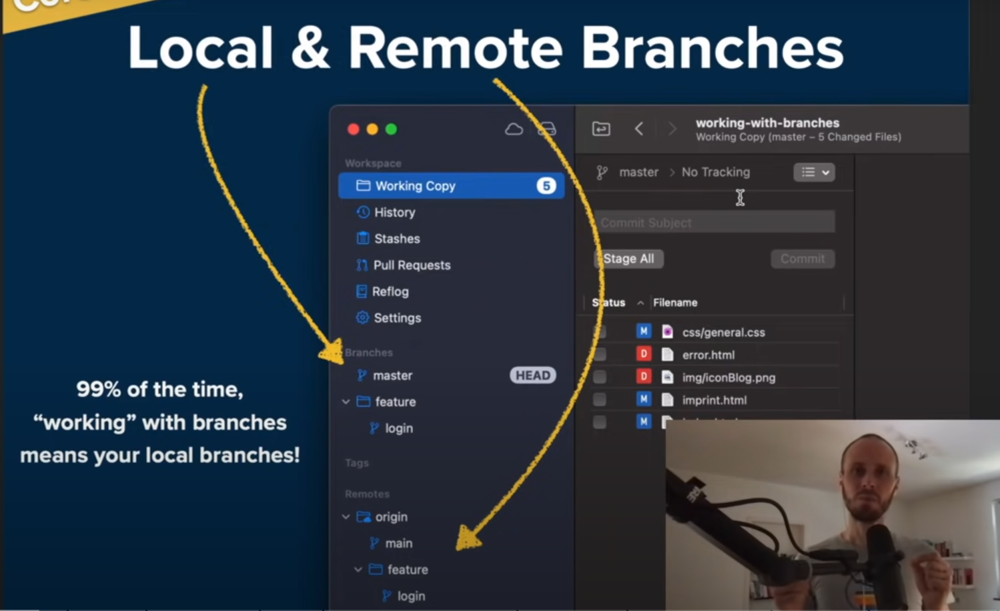 Local & Remote Branches
working-with-branches
Working Copy (master – 5 Changed Files)
Workspace
Working Copy 5
History
Stashes
Pull Requests
Reflog
Settings
Branches
master HEAD
feature
login
Tags
Remotes
origin
main
feature
login
master > No Tracking
Commit Subject
Stage All Commit
Status Filename
M css/general.css
D error.html
D img/iconBlog.png
M imprint.html
M
99% of the time,
“working” with branches
means your local branches!
RE